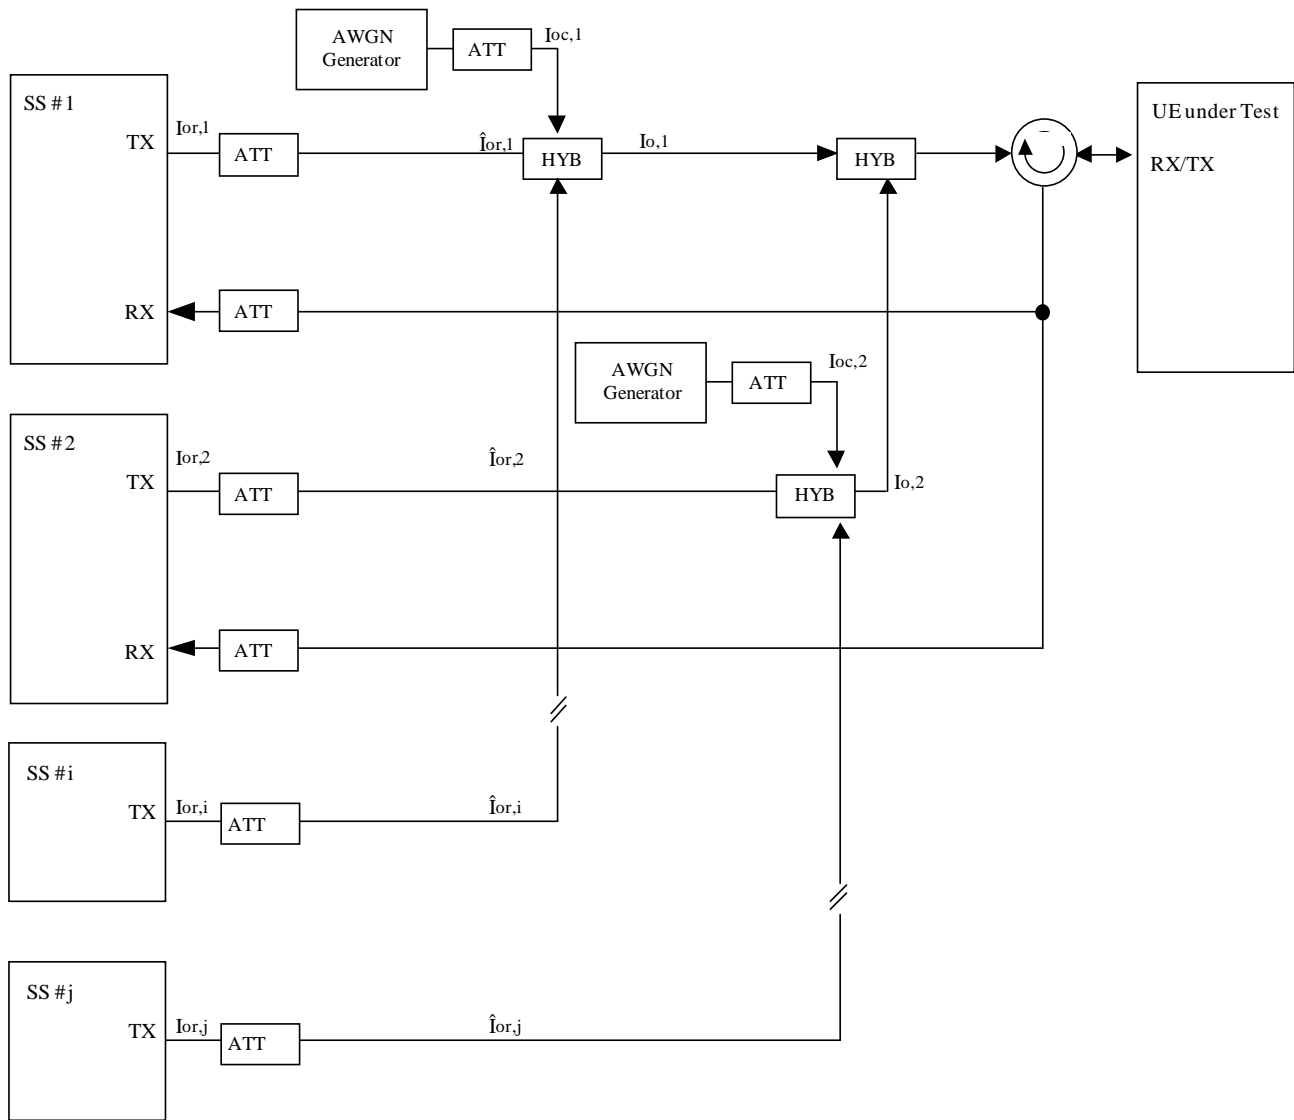 AWGN
Generator
ATT
Ioc,1
SS #1
TX
Ior,1
ATT
Îor,1
HYB
Io,1
HYB
UE under Test
RX/TX
RX
ATT
AWGN
Generator
ATT
Ioc,2
SS #2
TX
Ior,2
ATT
Îor,2
HYB
Io,2
RX
ATT
SS #i
TX
Ior,i
ATT
Îor,i
SS #j
TX
Ior,j
ATT
Îor,j